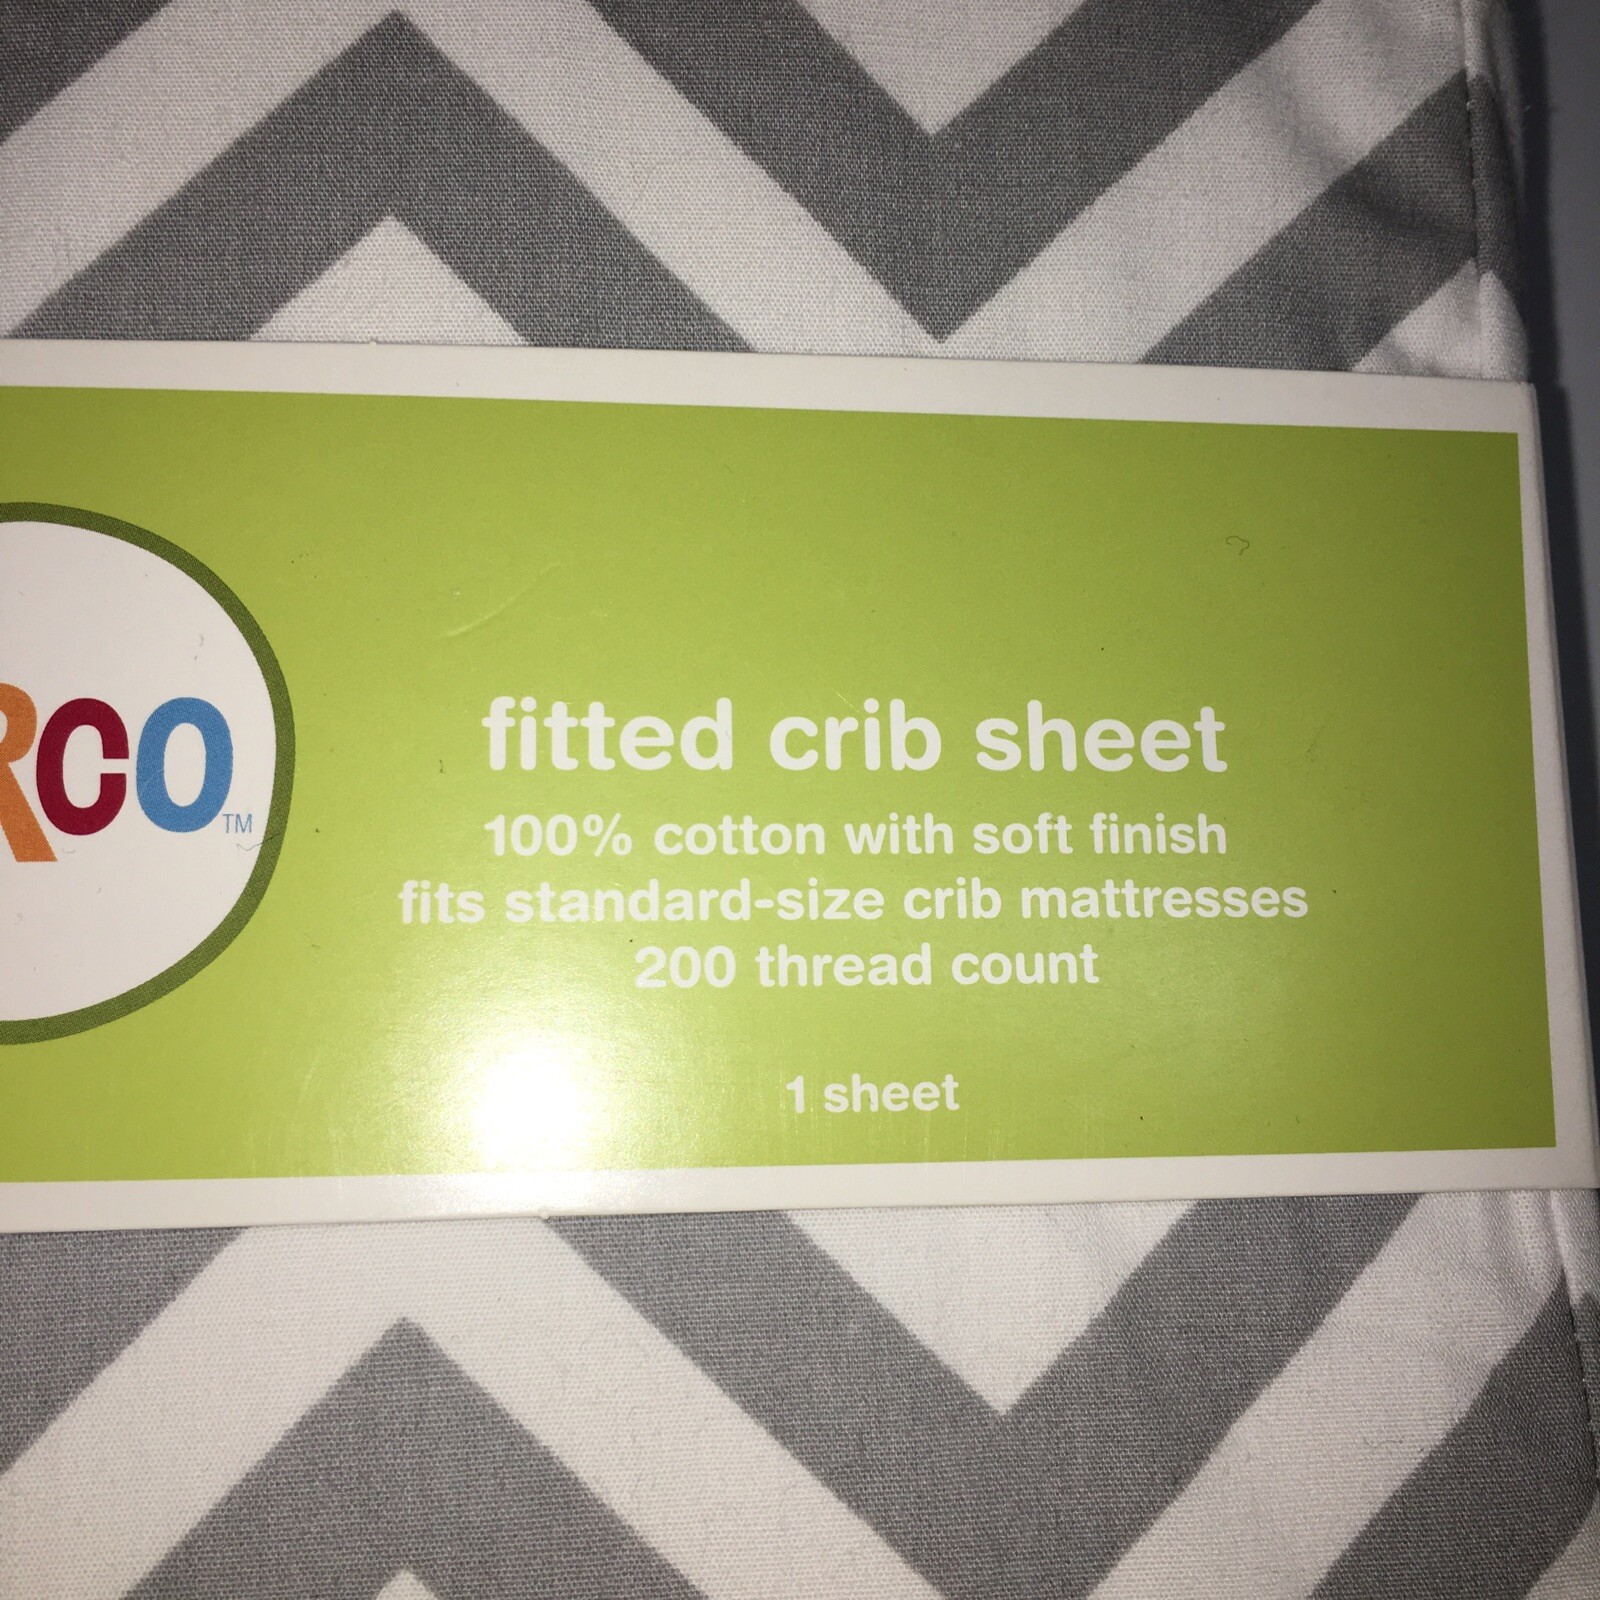 RCO
TM
fitted crib sheet
100% cotton with soft finish
fits standard-size crib mattresses
200 thread count
1 sheet